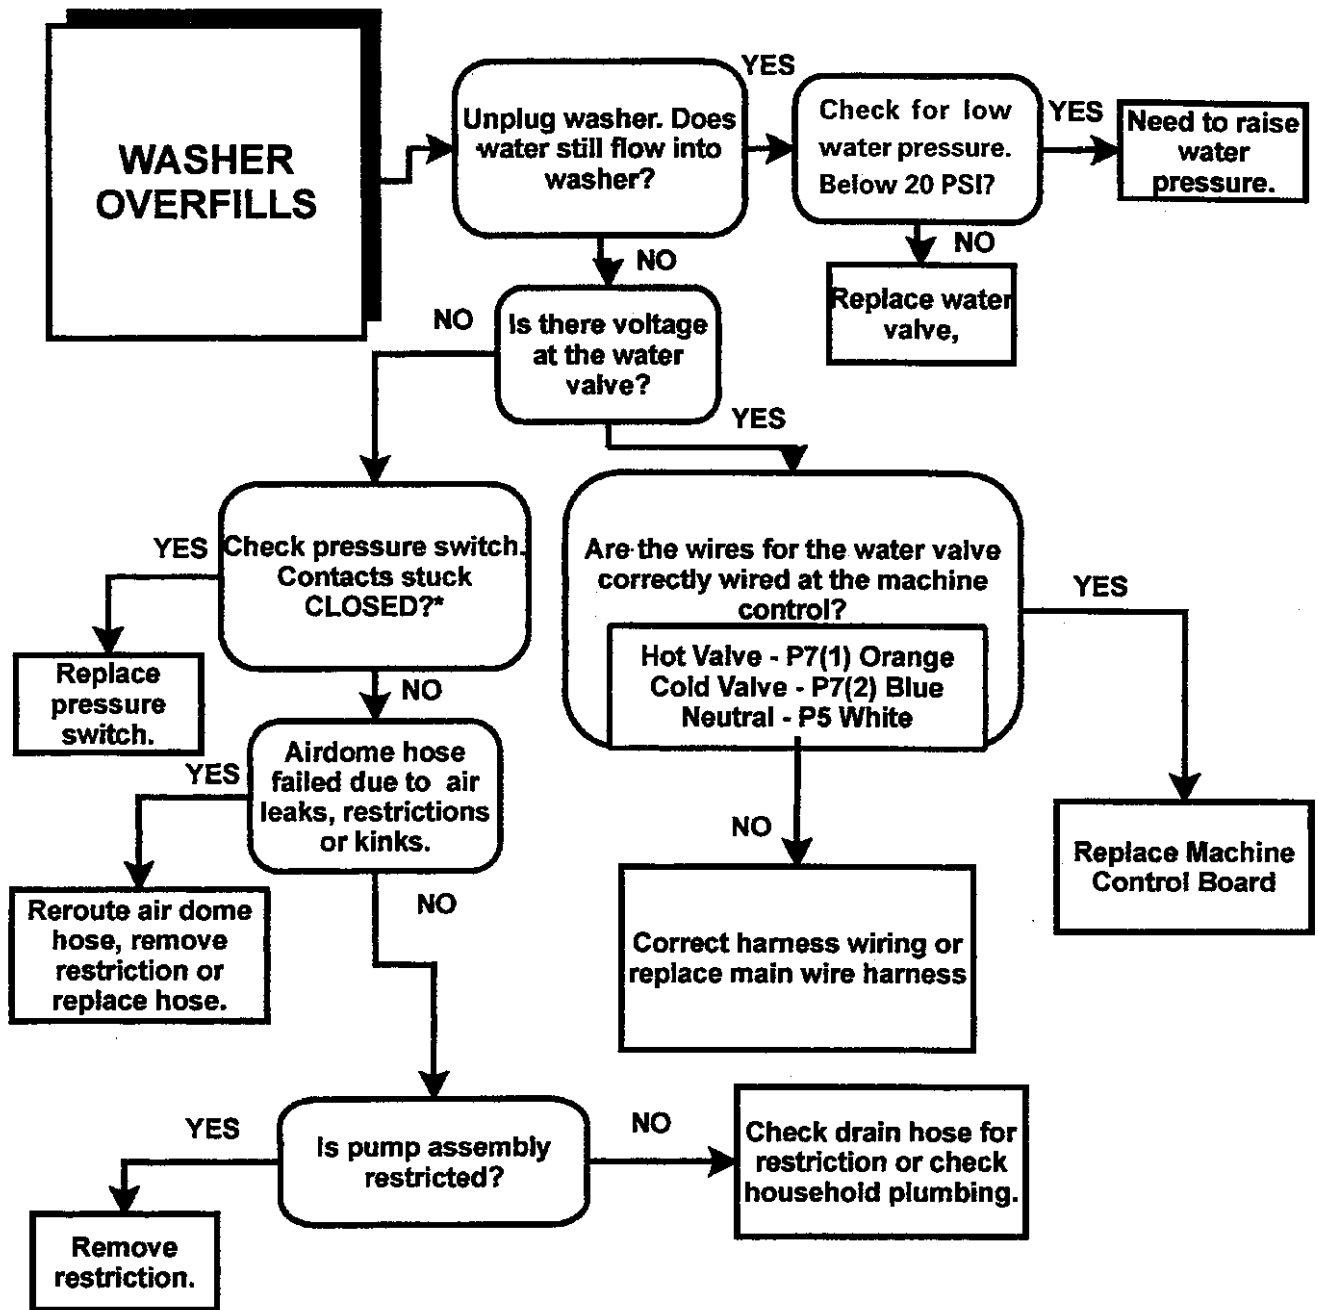 WASHER
OVERFILLS
Unplug washer. Does
water still flow into
washer?
YES
Check for low
water pressure.
Below 20 PSI?
YES
Need to raise
water
pressure.
NO
Replace water
valve,
NO
Is there voltage
at the water
valve?
NO
YES
Check pressure switch.
Contacts stuck
CLOSED?*
YES
Replace
pressure
switch.
NO
Are the wires for the water valve
correctly wired at the machine
control?
Hot Valve - P7(1) Orange
Cold Valve - P7(2) Blue
Neutral - P5 White
YES
Replace Machine
Control Board
NO
Correct harness wiring or
replace main wire harness
Airdome hose
failed due to air
leaks, restrictions
or kinks.
YES
Reroute air dome
hose, remove
restriction or
replace hose.
NO
Is pump assembly
restricted?
YES
Remove
restriction.
NO
Check drain hose for
restriction or check
household plumbing.